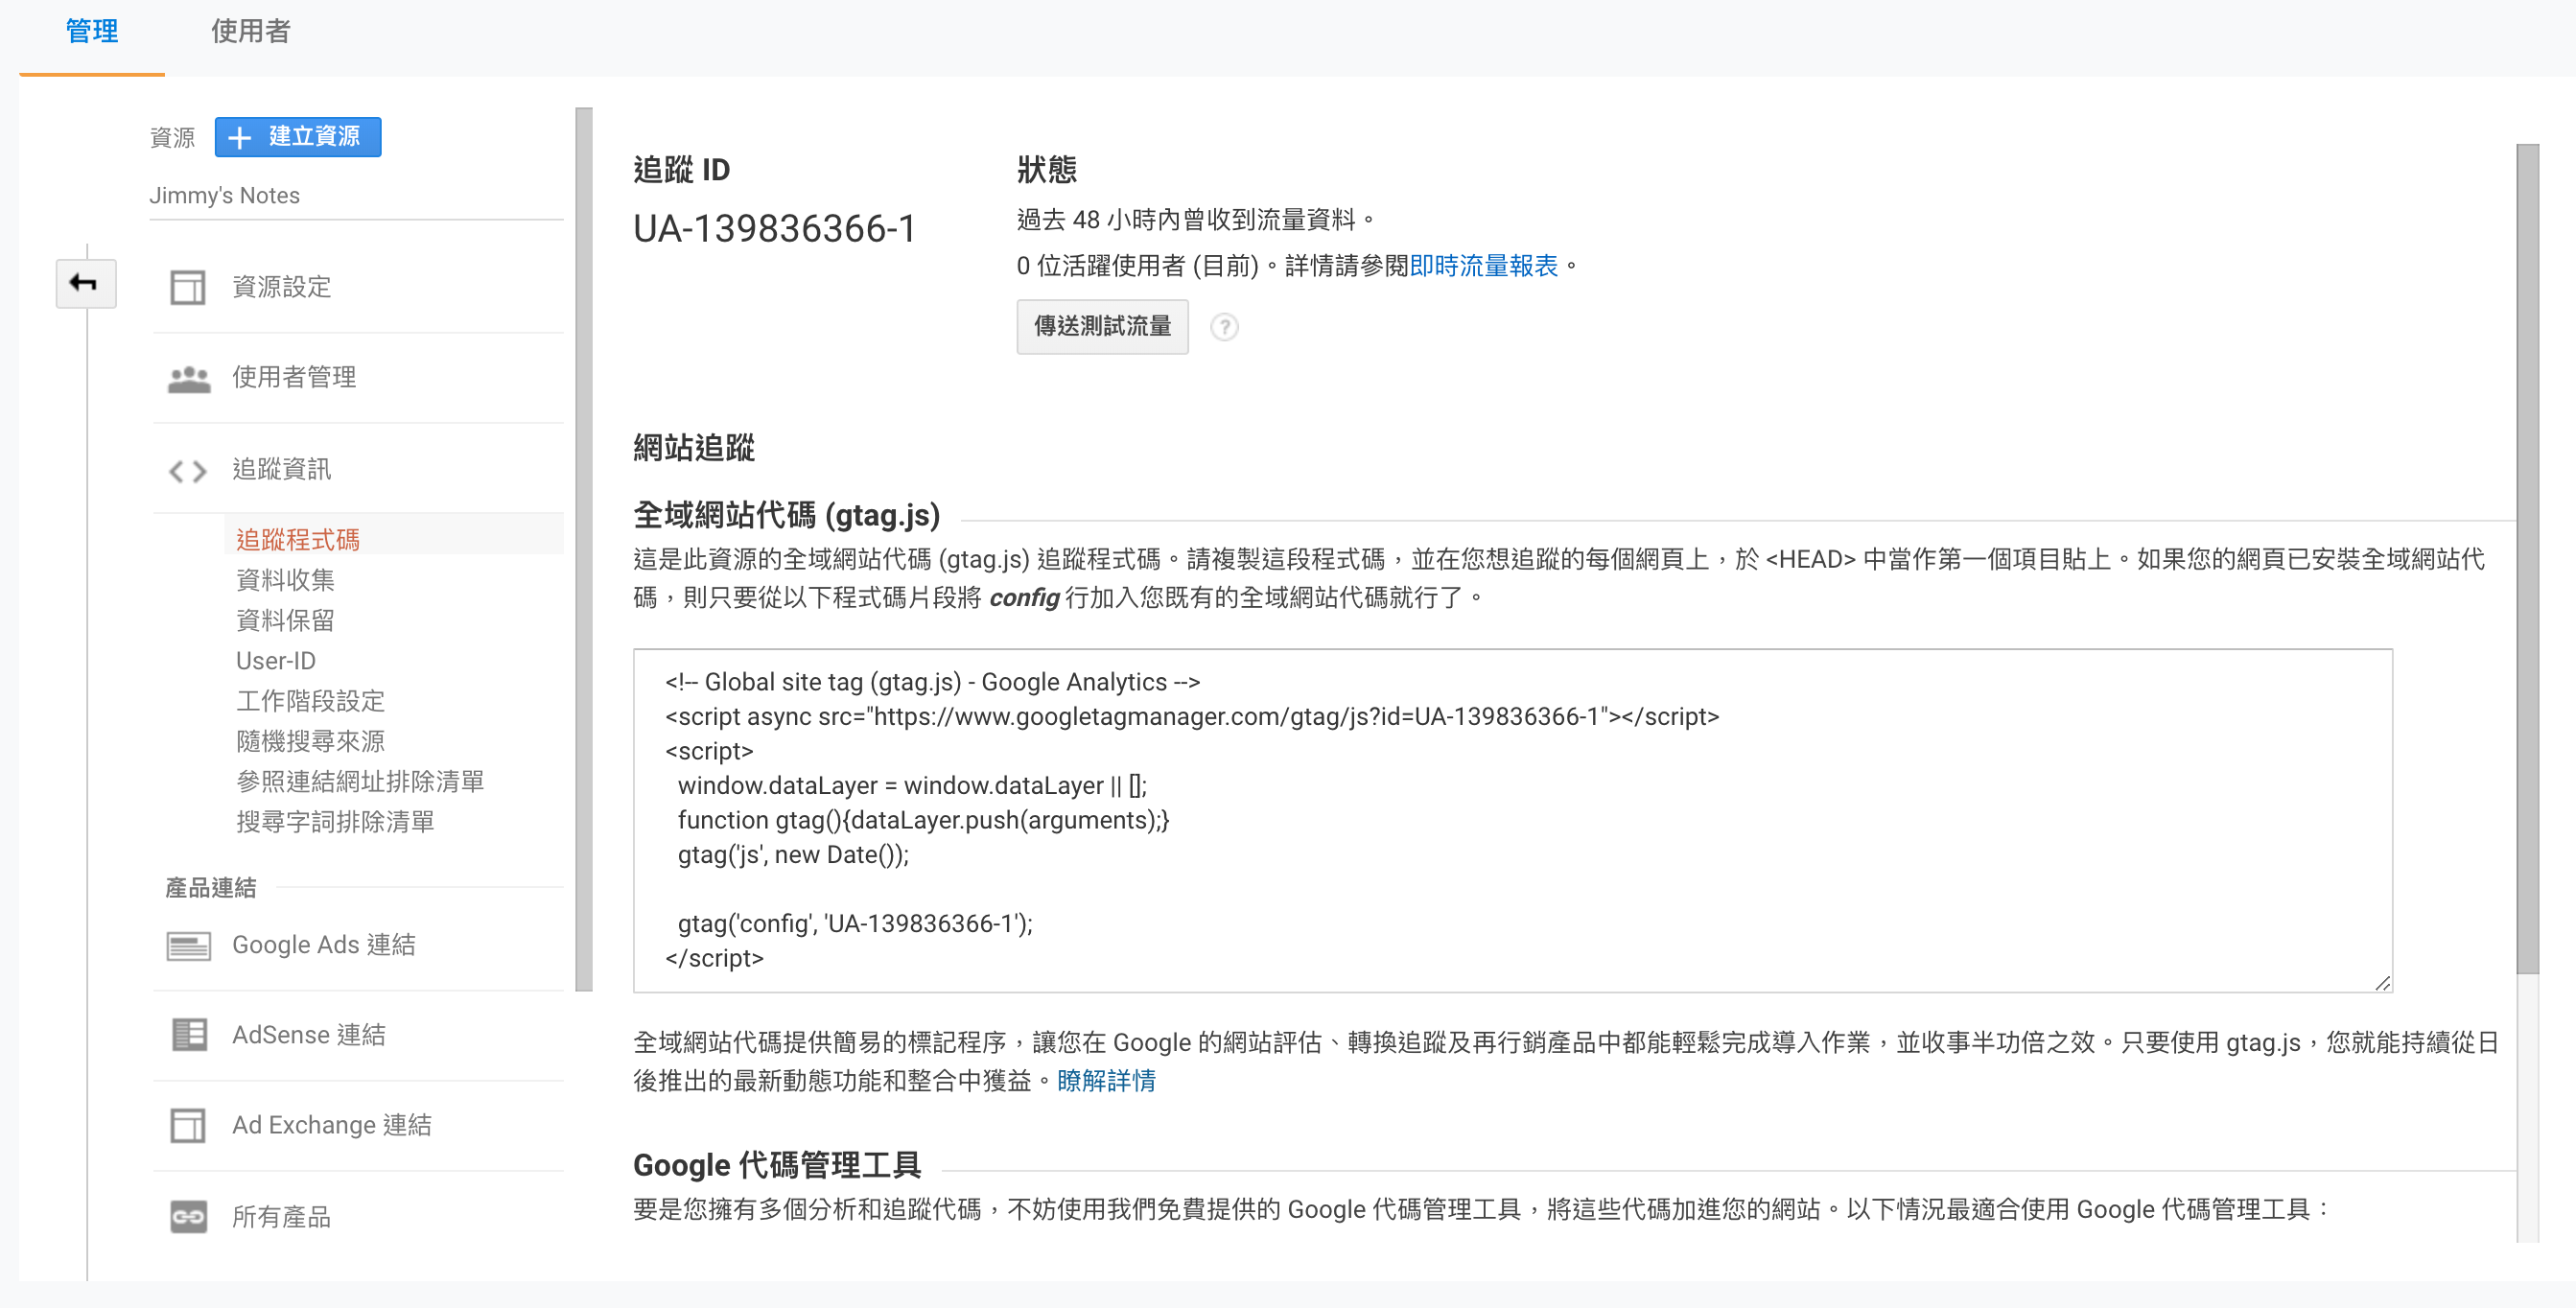 管理
使用者
資源
建立資源
Jimmy's Notes
資源設定
使用者管理
追蹤資訊
追蹤程式碼
資料收集
資料保留
User-ID
工作階段設定
隨機搜尋來源
參照連結網址排除清單
搜尋字詞排除清單
產品連結
Google Ads 連結
AdSense 連結
Ad Exchange 連結
所有產品
追蹤 ID
UA-139836366-1
狀態
過去 48 小時內曾收到流量資料。
0 位活躍使用者 (目前)。詳情請參閱即時流量報表。
傳送測試流量
?
網站追蹤
全域網站代碼 (gtag.js)
這是此資源的全域網站代碼 (gtag.js) 追蹤程式碼。請複製這段程式碼，並在您想追蹤的每個網頁上，於 <HEAD> 中當作第一個項目貼上。如果您的網頁已安裝全域網站代
碼，則只要從以下程式碼片段將 config 行加入您既有的全域網站代碼就行了。
<!-- Global site tag (gtag.js) - Google Analytics -->
<script async src="https://www.googletagmanager.com/gtag/js?id=UA-139836366-1"></script>
<script>
window.dataLayer = window.dataLayer || [];
function gtag(){dataLayer.push(arguments);}
gtag('js', new Date());
gtag('config', 'UA-139836366-1');
</script>
全域網站代碼提供簡易的標記程序，讓您在 Google 的網站評估、轉換追蹤及再行銷產品中都能輕鬆完成導入作業，並收事半功倍之效。只要使用 gtag.js，您就能持續從日
後推出的最新動態功能和整合中獲益。瞭解詳情
Google 代碼管理工具
要是您擁有多個分析和追蹤代碼，不妨使用我們免費提供的 Google 代碼管理工具，將這些代碼加進您的網站。以下情況最適合使用 Google 代碼管理工具：